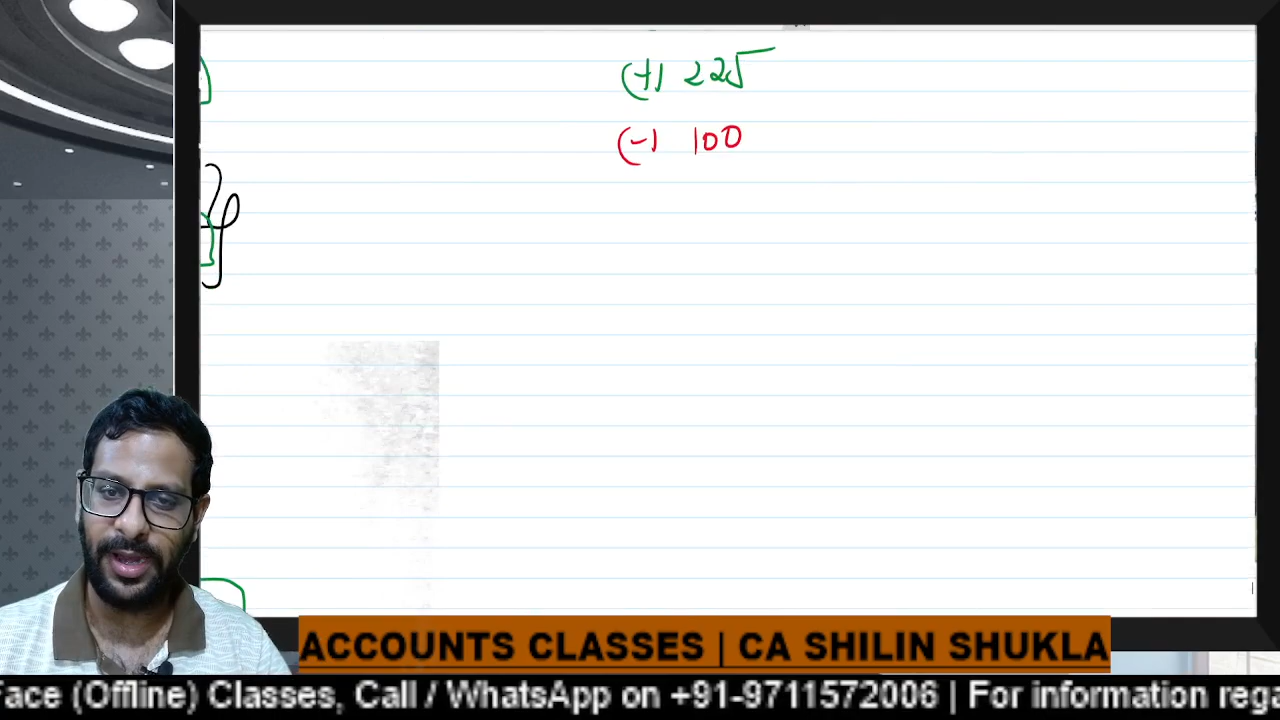 (+) 225
(-) 100
ACCOUNTS CLASSES | CA SHILIN SHUKLA
Face (Offline) Classes, Call / WhatsApp on +91-9711572006 | For information rega